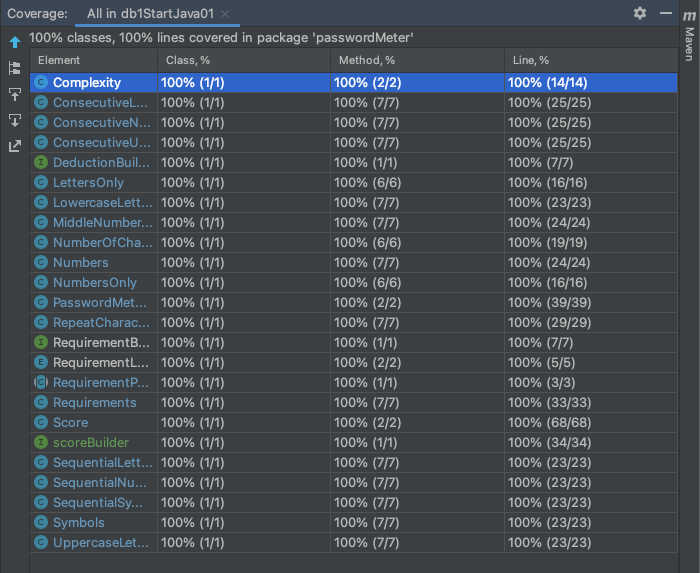 Coverage: All in db1StartJava01
100% classes, 100% lines covered in package 'passwordMeter'
Element Class, % Method, % Line, %
Complexity 100% (1/1) 100% (2/2) 100% (14/14)
ConsecutiveL... 100% (1/1) 100% (7/7) 100% (25/25)
ConsecutiveN... 100% (1/1) 100% (7/7) 100% (25/25)
ConsecutiveU... 100% (1/1) 100% (7/7) 100% (25/25)
DeductionBuil... 100% (1/1) 100% (1/1) 100% (7/7)
LettersOnly 100% (1/1) 100% (6/6) 100% (16/16)
LowercaseLett... 100% (1/1) 100% (7/7) 100% (23/23)
MiddleNumber... 100% (1/1) 100% (7/7) 100% (24/24)
NumberOfCha... 100% (1/1) 100% (6/6) 100% (19/19)
Numbers 100% (1/1) 100% (7/7) 100% (24/24)
NumbersOnly 100% (1/1) 100% (6/6) 100% (16/16)
PasswordMet... 100% (1/1) 100% (2/2) 100% (39/39)
RepeatCharac... 100% (1/1) 100% (7/7) 100% (29/29)
RequirementB... 100% (1/1) 100% (1/1) 100% (7/7)
RequirementL... 100% (1/1) 100% (2/2) 100% (5/5)
RequirementP... 100% (1/1) 100% (1/1) 100% (3/3)
Requirements 100% (1/1) 100% (7/7) 100% (33/33)
Score 100% (1/1) 100% (2/2) 100% (68/68)
scoreBuilder 100% (1/1) 100% (1/1) 100% (34/34)
SequentialLett... 100% (1/1) 100% (7/7) 100% (23/23)
SequentialNu... 100% (1/1) 100% (7/7) 100% (23/23)
SequentialSy... 100% (1/1) 100% (7/7) 100% (23/23)
Symbols 100% (1/1) 100% (7/7) 100% (23/23)
UppercaseLet... 100% (1/1) 100% (7/7) 100% (23/23)
m Maven